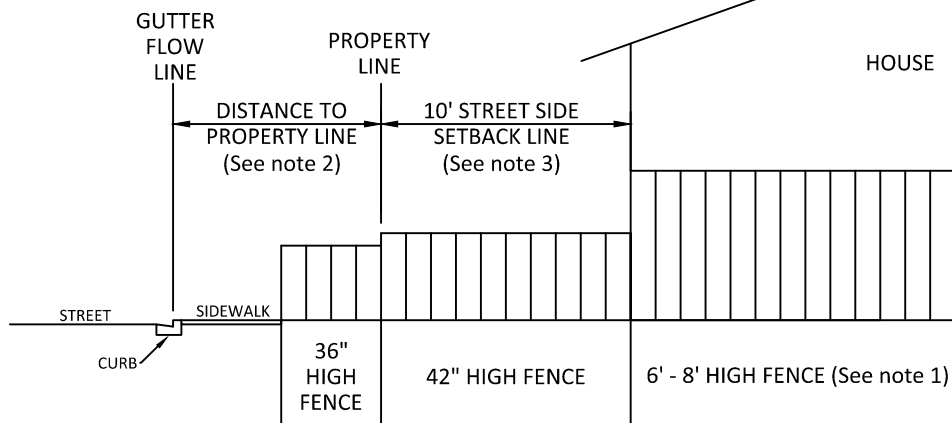 GUTTER
FLOW
LINE
PROPERTY
LINE
HOUSE
DISTANCE TO
PROPERTY LINE
(See note 2)
10' STREET SIDE
SETBACK LINE
(See note 3)
STREET
SIDEWALK
CURB
36"
HIGH
FENCE
42" HIGH FENCE
6' - 8' HIGH FENCE (See note 1)